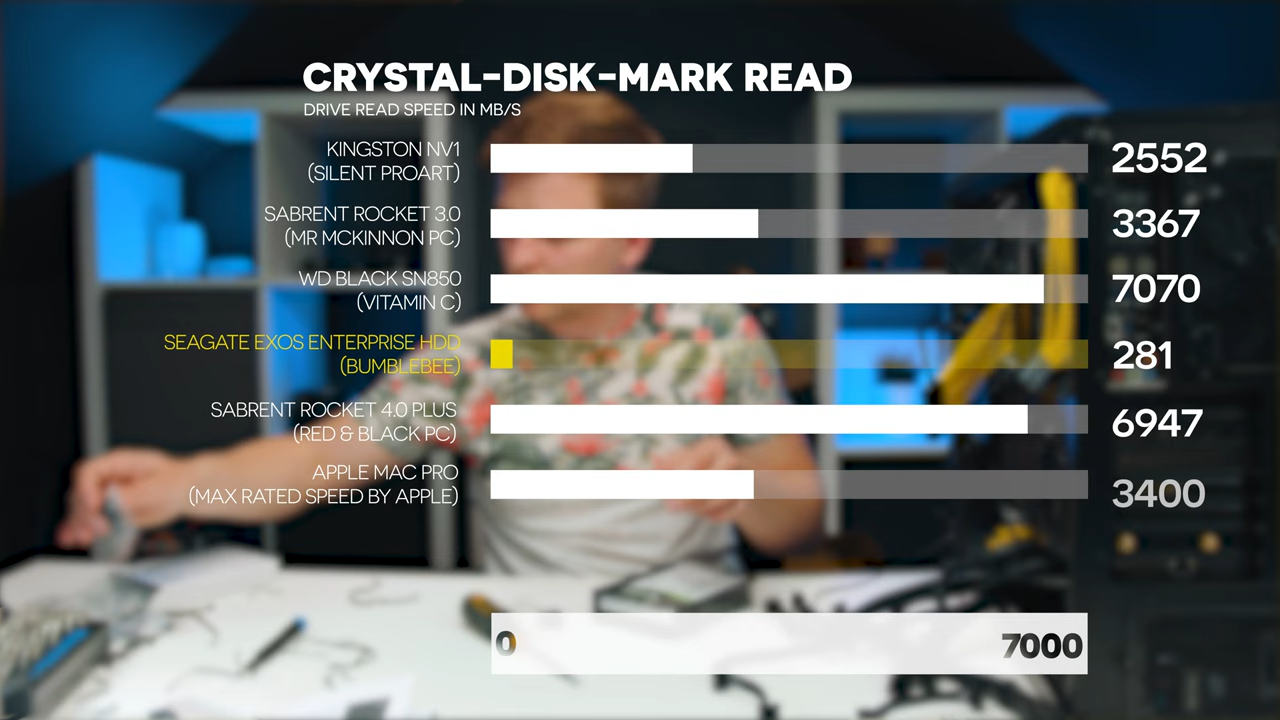 CRYSTAL-DISK-MARK READ
DRIVE READ SPEED IN MB/S
KINGSTON NV1
(SILENT PROART)
2552
SABRENT ROCKET 3.0
(MR MCKINNON PC)
3367
WD BLACK SN850
(VITAMIN C)
7070
SEAGATE EXOS ENTERPRISE HDD
(BUMBLEBEE)
281
SABRENT ROCKET 4.0 PLUS
(RED & BLACK PC)
6947
APPLE MAC PRO
(MAX RATED SPEED BY APPLE)
3400
0 7000